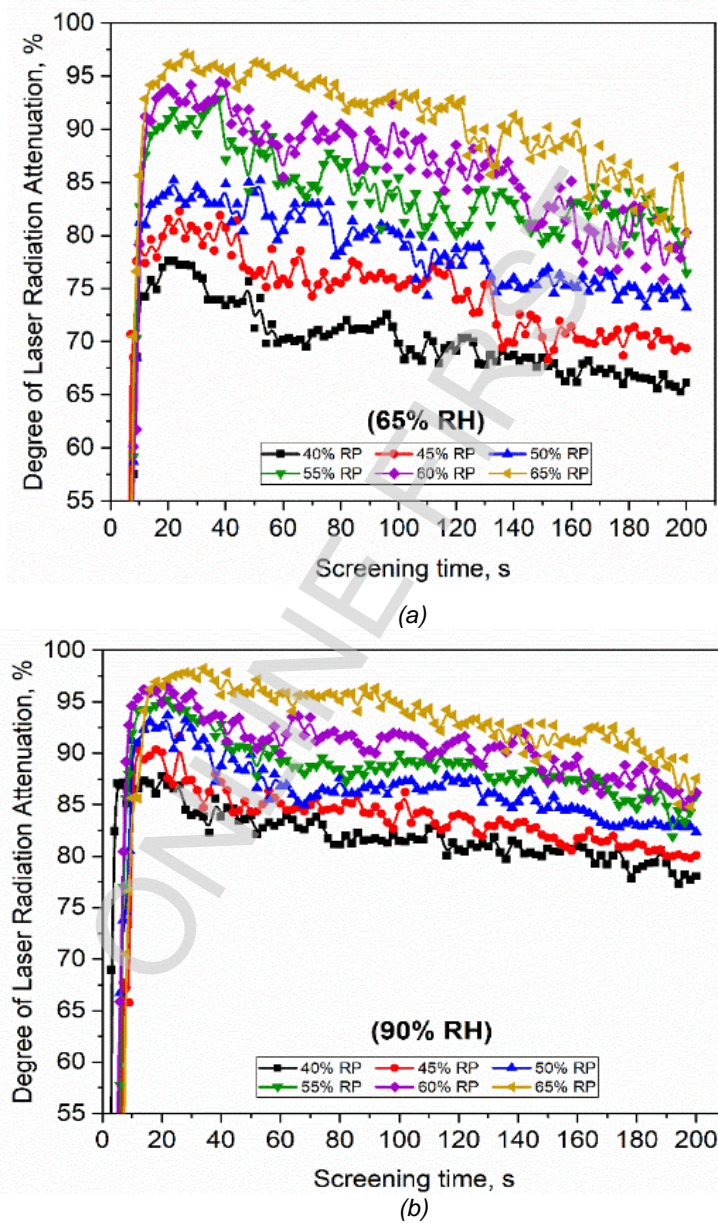 100
95
90
85
80
75
70
65
60
55
Degree of Laser Radiation Attenuation, %
(65% RH)
40% RP 45% RP 50% RP
55% RP 60% RP 65% RP
0 20 40 60 80 100 120 140 160 180 200
Screening time, s
(a)
100
95
90
85
80
75
70
65
60
55
Degree of Laser Radiation Attenuation, %
(90% RH)
40% RP 45% RP 50% RP
55% RP 60% RP 65% RP
0 20 40 60 80 100 120 140 160 180 200
Screening time, s
(b)
ONLINE FIRST